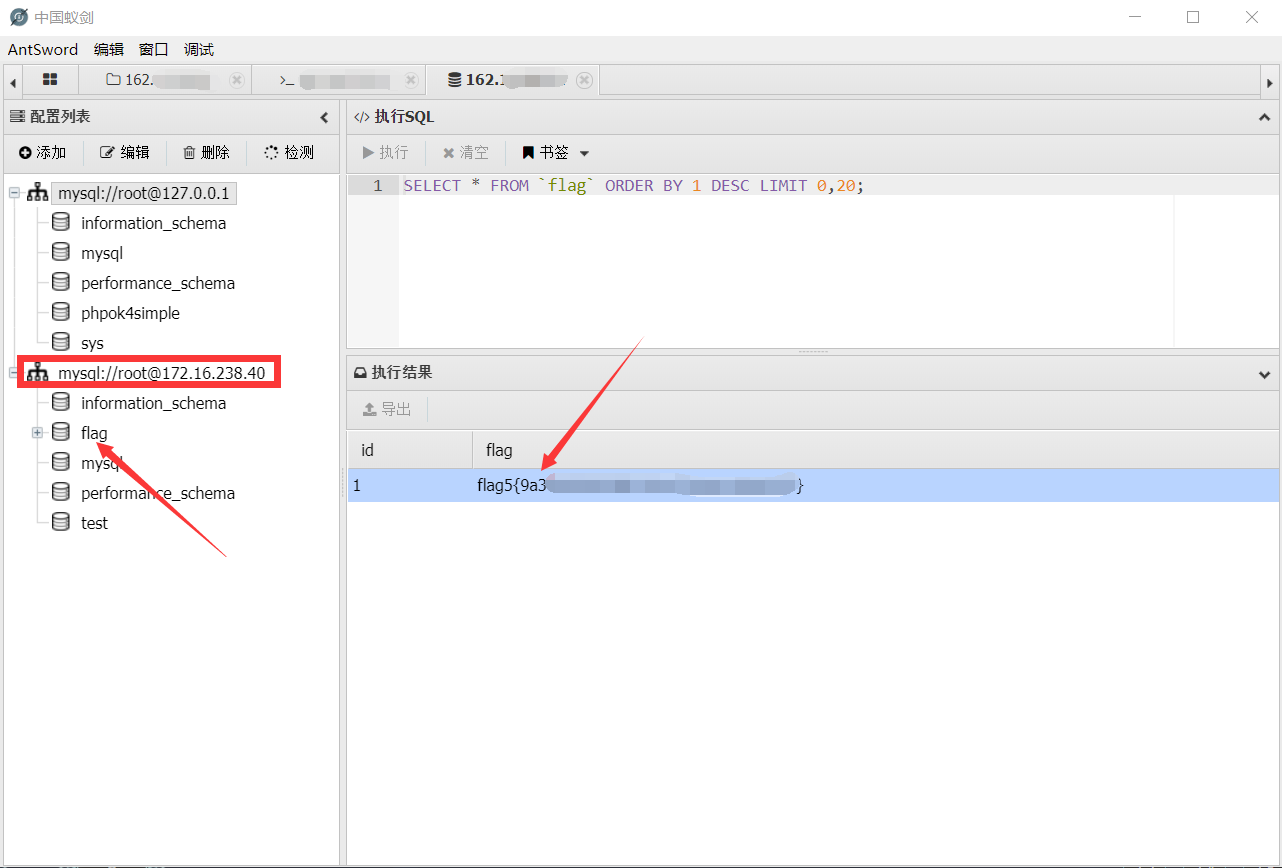 中国蚁剑
AntSword 编辑 窗口 调试
162. >_ 162.1
配置列表
添加 编辑 删除 检测
mysql://root@127.0.0.1
information_schema
mysql
performance_schema
phpok4simple
sys
mysql://root@172.16.238.40
information_schema
flag
mysql
performance_schema
test
</> 执行SQL
执行 清空 书签
1 SELECT * FROM `flag` ORDER BY 1 DESC LIMIT 0,20;
执行结果
导出
id flag
1 flag5{9a3 }